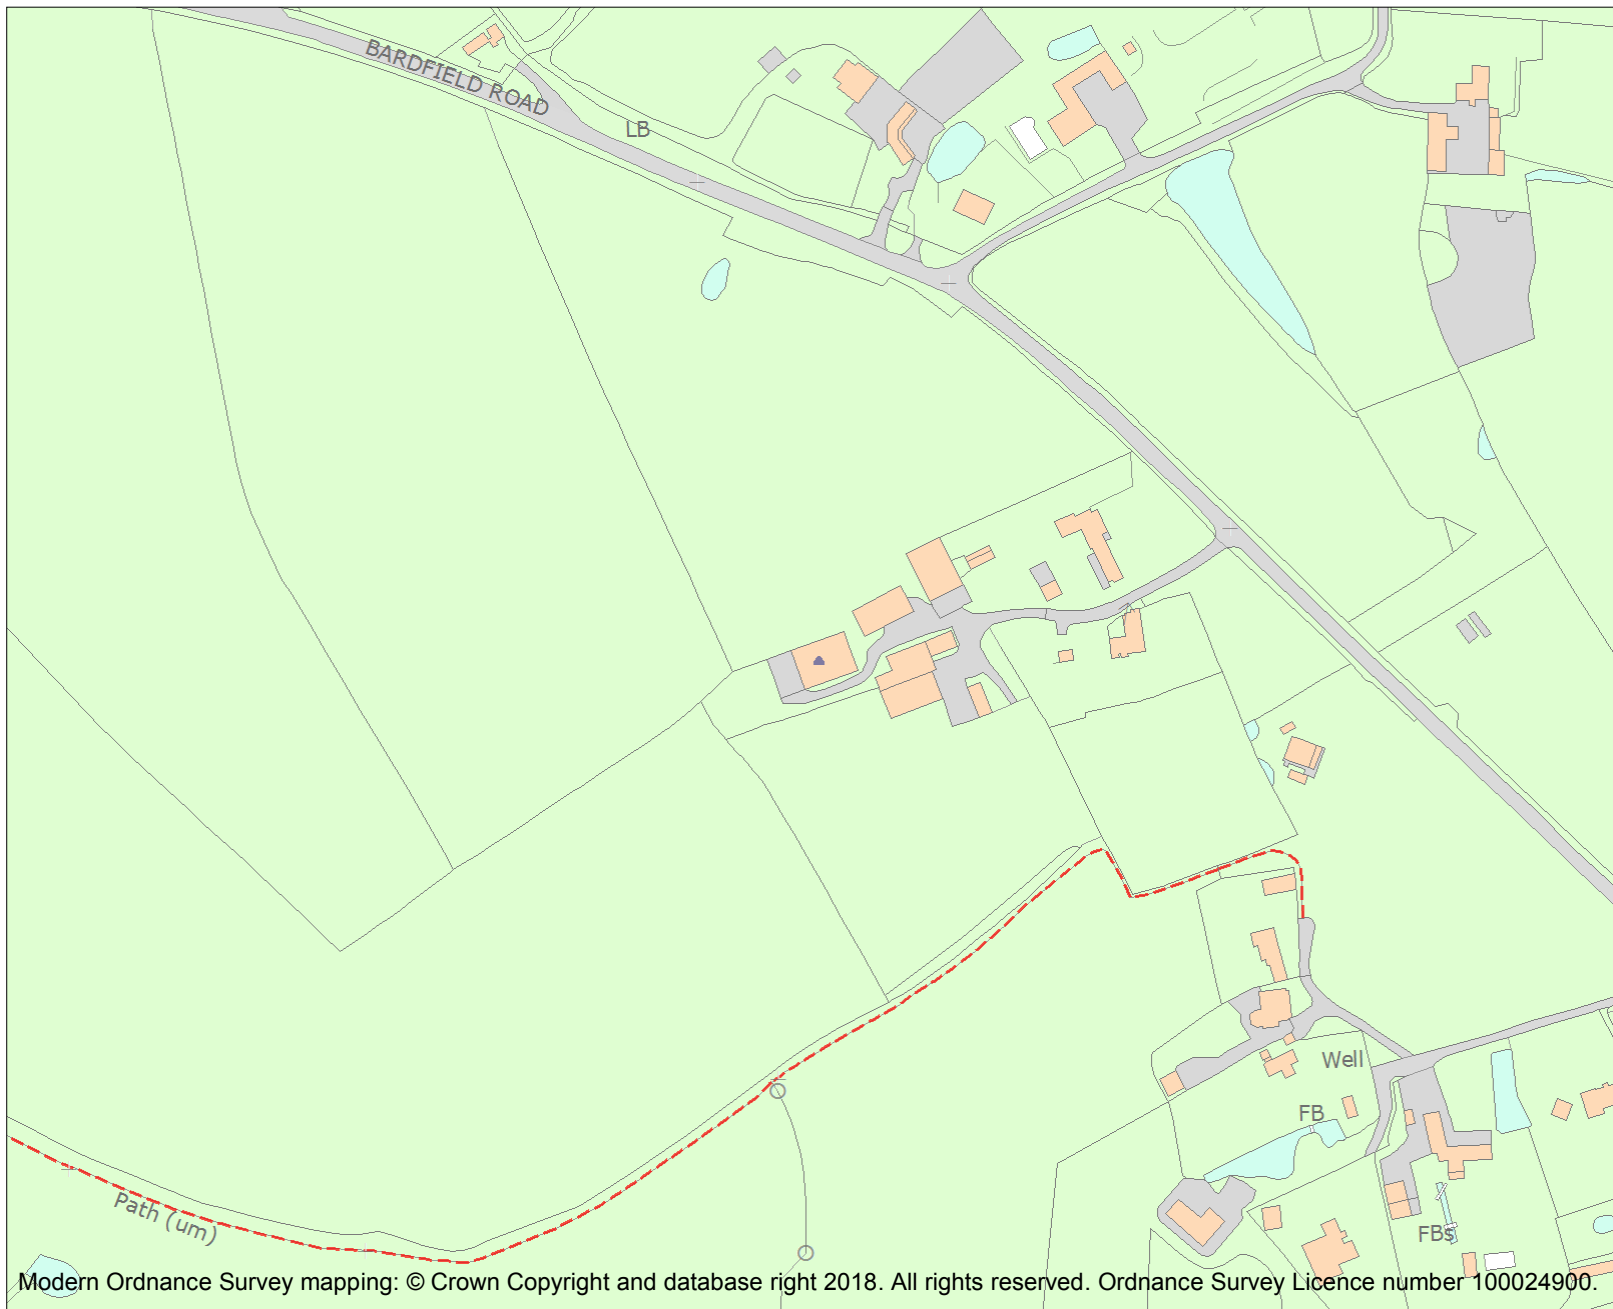 BARDFIELD ROAD
LB
Well
FB
Path (um)
FBs
Modern Ordnance Survey mapping: © Crown Copyright and database right 2018. All rights reserved. Ordnance Survey Licence number 100024900.